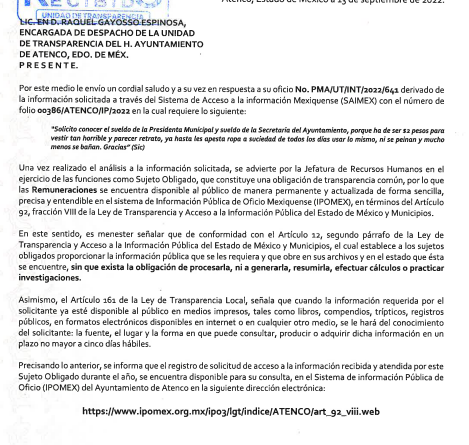 RECIBIDO
UNIDAD DE TRANSPARENCIA
Atenco, Estado de México a 13 de septiembre de 2022.
LIC. EN D. RAQUEL GAYOSSO ESPINOSA,
ENCARGADA DE DESPACHO DE LA UNIDAD
DE TRANSPARENCIA DEL H. AYUNTAMIENTO
DE ATENCO, EDO. DE MÉX.
P R E S E N T E.
Por este medio le envío un cordial saludo y a su vez en respuesta a su oficio No. PMA/UT/INT/2022/641 derivado de
la información solicitada a través del Sistema de Acceso a la información Mexiquense (SAIMEX) con el número de
folio 00386/ATENCO/IP/2022 en la cual requiere lo siguiente:
"Solicito conocer el sueldo de la Presidenta Municipal y sueldo de la Secretaria del Ayuntamiento, porque ha de ser 12 pesos para
vestir tan horrible y parecer retrato, ya hasta les apesta ropa a suciedad de todos los días usar lo mismo, ni se peinan y mucho
menos se bañan. Gracias" (Sic)
Una vez realizado el análisis a la información solicitada, se advierte por la Jefatura de Recursos Humanos en el
ejercicio de las funciones como Sujeto Obligado, que constituye una obligación de transparencia común, por lo que
las Remuneraciones se encuentra disponible al público de manera permanente y actualizada de forma sencilla,
precisa y entendible en el sistema de Información Pública de Oficio Mexiquense (IPOMEX), en términos del Artículo
92, fracción VIII de la Ley de Transparencia y Acceso a la Información Pública del Estado de México y Municipios.
En este sentido, es menester señalar que de conformidad con el Artículo 12, segundo párrafo de la Ley de
Transparencia y Acceso a la Información Pública del Estado de México y Municipios, el cual establece a los sujetos
obligados proporcionar la información pública que se les requiera y que obre en sus archivos y en el estado que ésta
se encuentre, sin que exista la obligación de procesarla, ni a generarla, resumirla, efectuar cálculos o practicar
investigaciones.
Asimismo, el Artículo 161 de la Ley de Transparencia Local, señala que cuando la información requerida por el
solicitante ya esté disponible al público en medios impresos, tales como libros, compendios, trípticos, registros
públicos, en formatos electrónicos disponibles en internet o en cualquier otro medio, se le hará del conocimiento
del solicitante: la fuente, el lugar y la forma en que puede consultar, producir o adquirir dicha información en un
plazo no mayor a cinco días hábiles.
Precisando lo anterior, se informa que el registro de solicitud de acceso a la información recibida y atendida por este
Sujeto Obligado durante el año, se encuentra disponible para su consulta, en el Sistema de Información Pública de
Oficio (IPOMEX) del Ayuntamiento de Atenco en la siguiente dirección electrónica:
https://www.ipomex.org.mx/ipo3/lgt/indice/ATENCO/art_92_viii.web